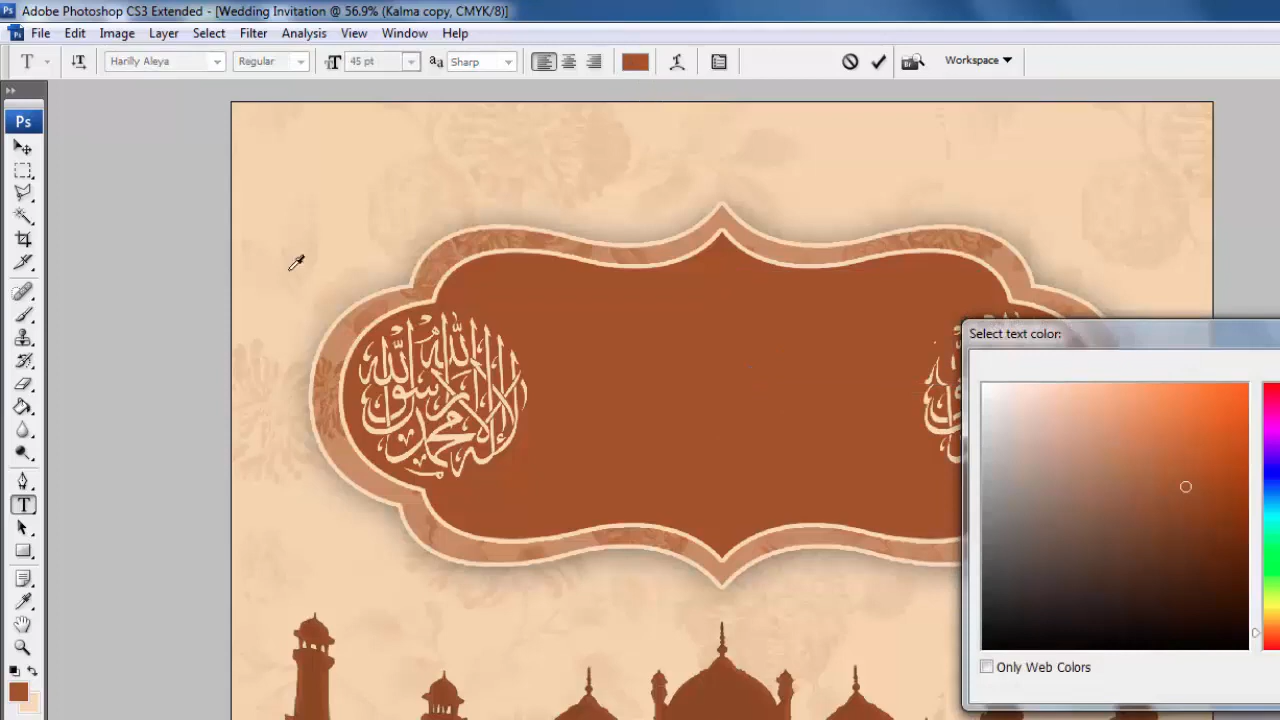 Adobe Photoshop CS3 Extended - [Wedding Invitation @ 56.9% (Kalma copy, CMYK/8)]
File Edit Image Layer Select Filter Analysis View Window Help
Harilly Aleya Regular 45 pt Sharp Workspace
Ps
لا إله إلا الله محمد رسول الله
Select text color:
Only Web Colors